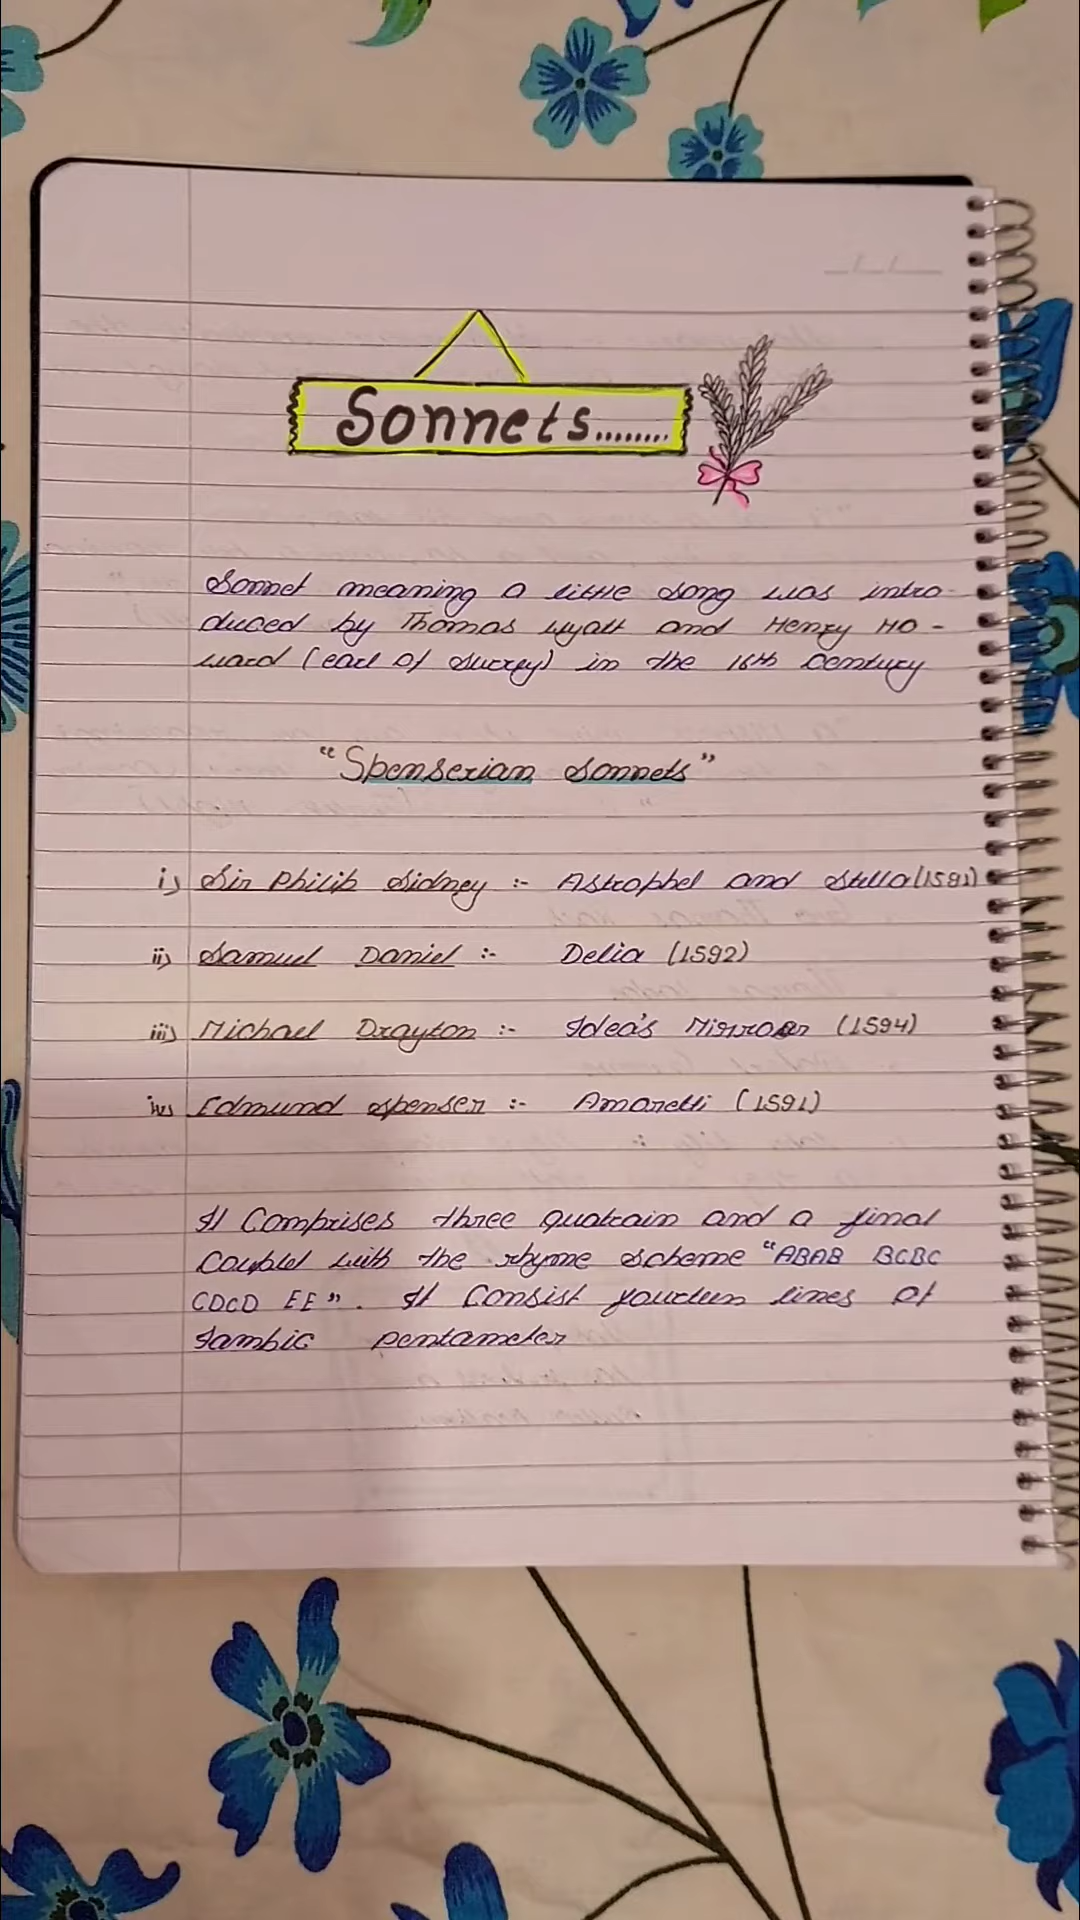 Sonnets........
Sonnet meaning a little song was intro-
duced by Thomas Wyatt and Henry Ho-
ward (earl of Surrey) in the 16th Century
"Spenserian Sonnets"
i) Sir Philip Sidney :- Astrophel and Stella (1591)
ii) Samuel Daniel :- Delia (1592)
iii) Michael Drayton :- Idea's Mirroar (1594)
iv) Edmund Spenser :- Amoretti (1591)
It Comprises three quatrain and a final
Couplet with the rhyme scheme "ABAB BCBC
CDCD EE". It Consist fourteen lines of
Iambic pentameter